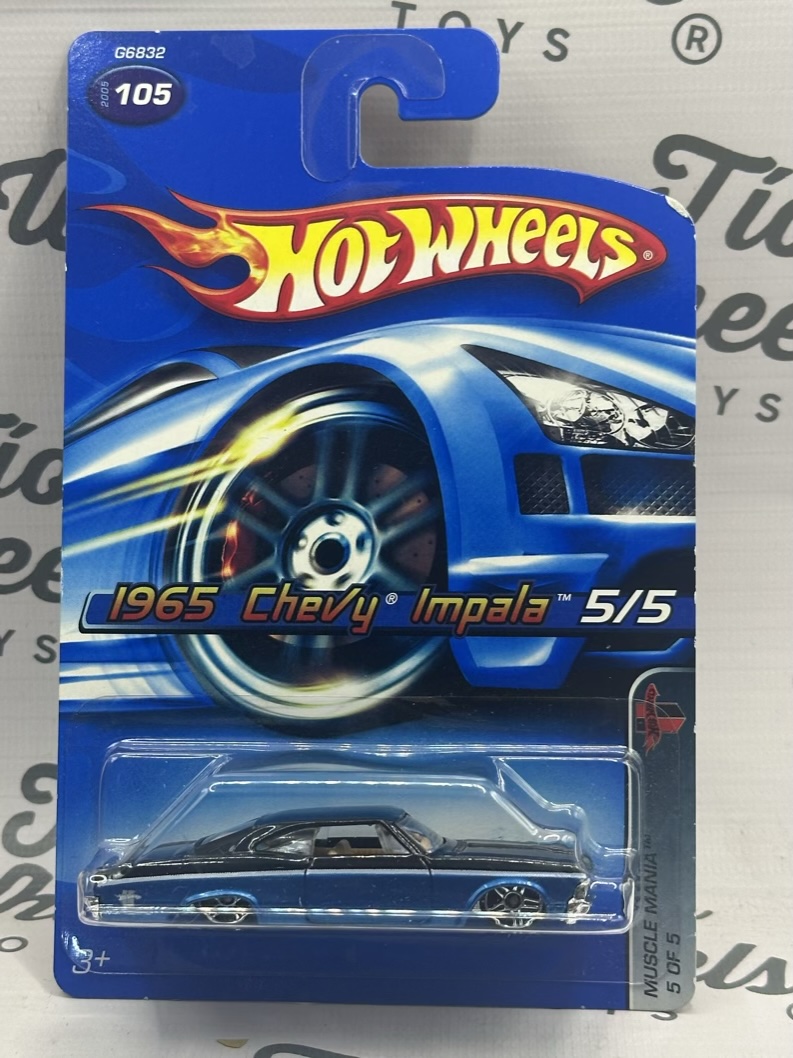 TOYS ®
G6832
2005
105
HOT WHEELS®
1965 Chevy® Impala™ 5/5
MUSCLE MANIA™
5 OF 5
3+